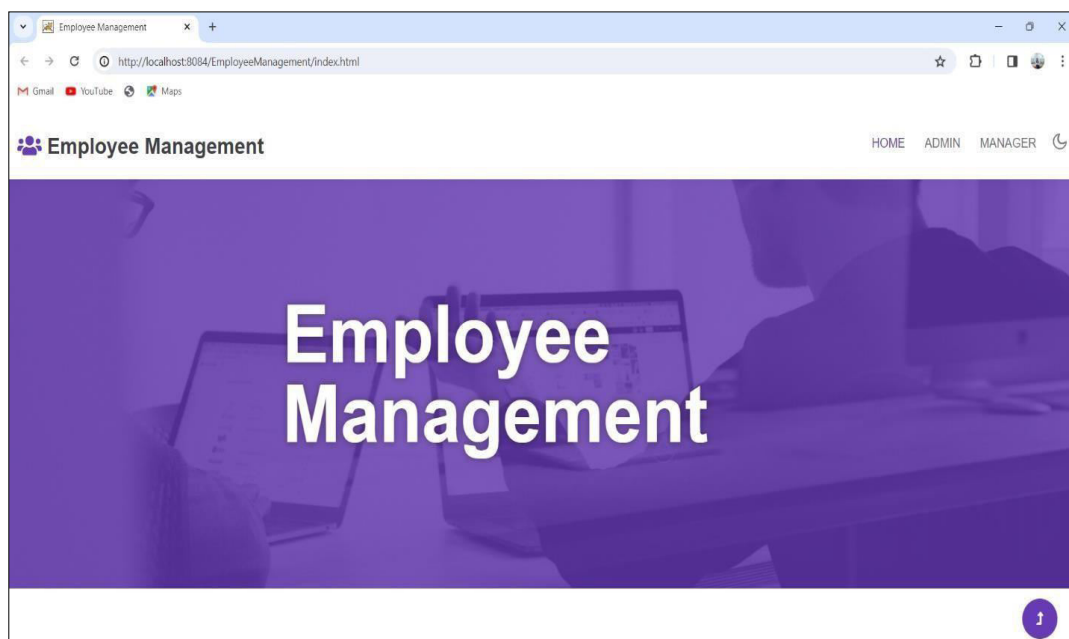 Employee Management
http://localhost:8084/EmployeeManagement/index.html
Gmail YouTube Maps
Employee Management
HOME ADMIN MANAGER
Employee
Management